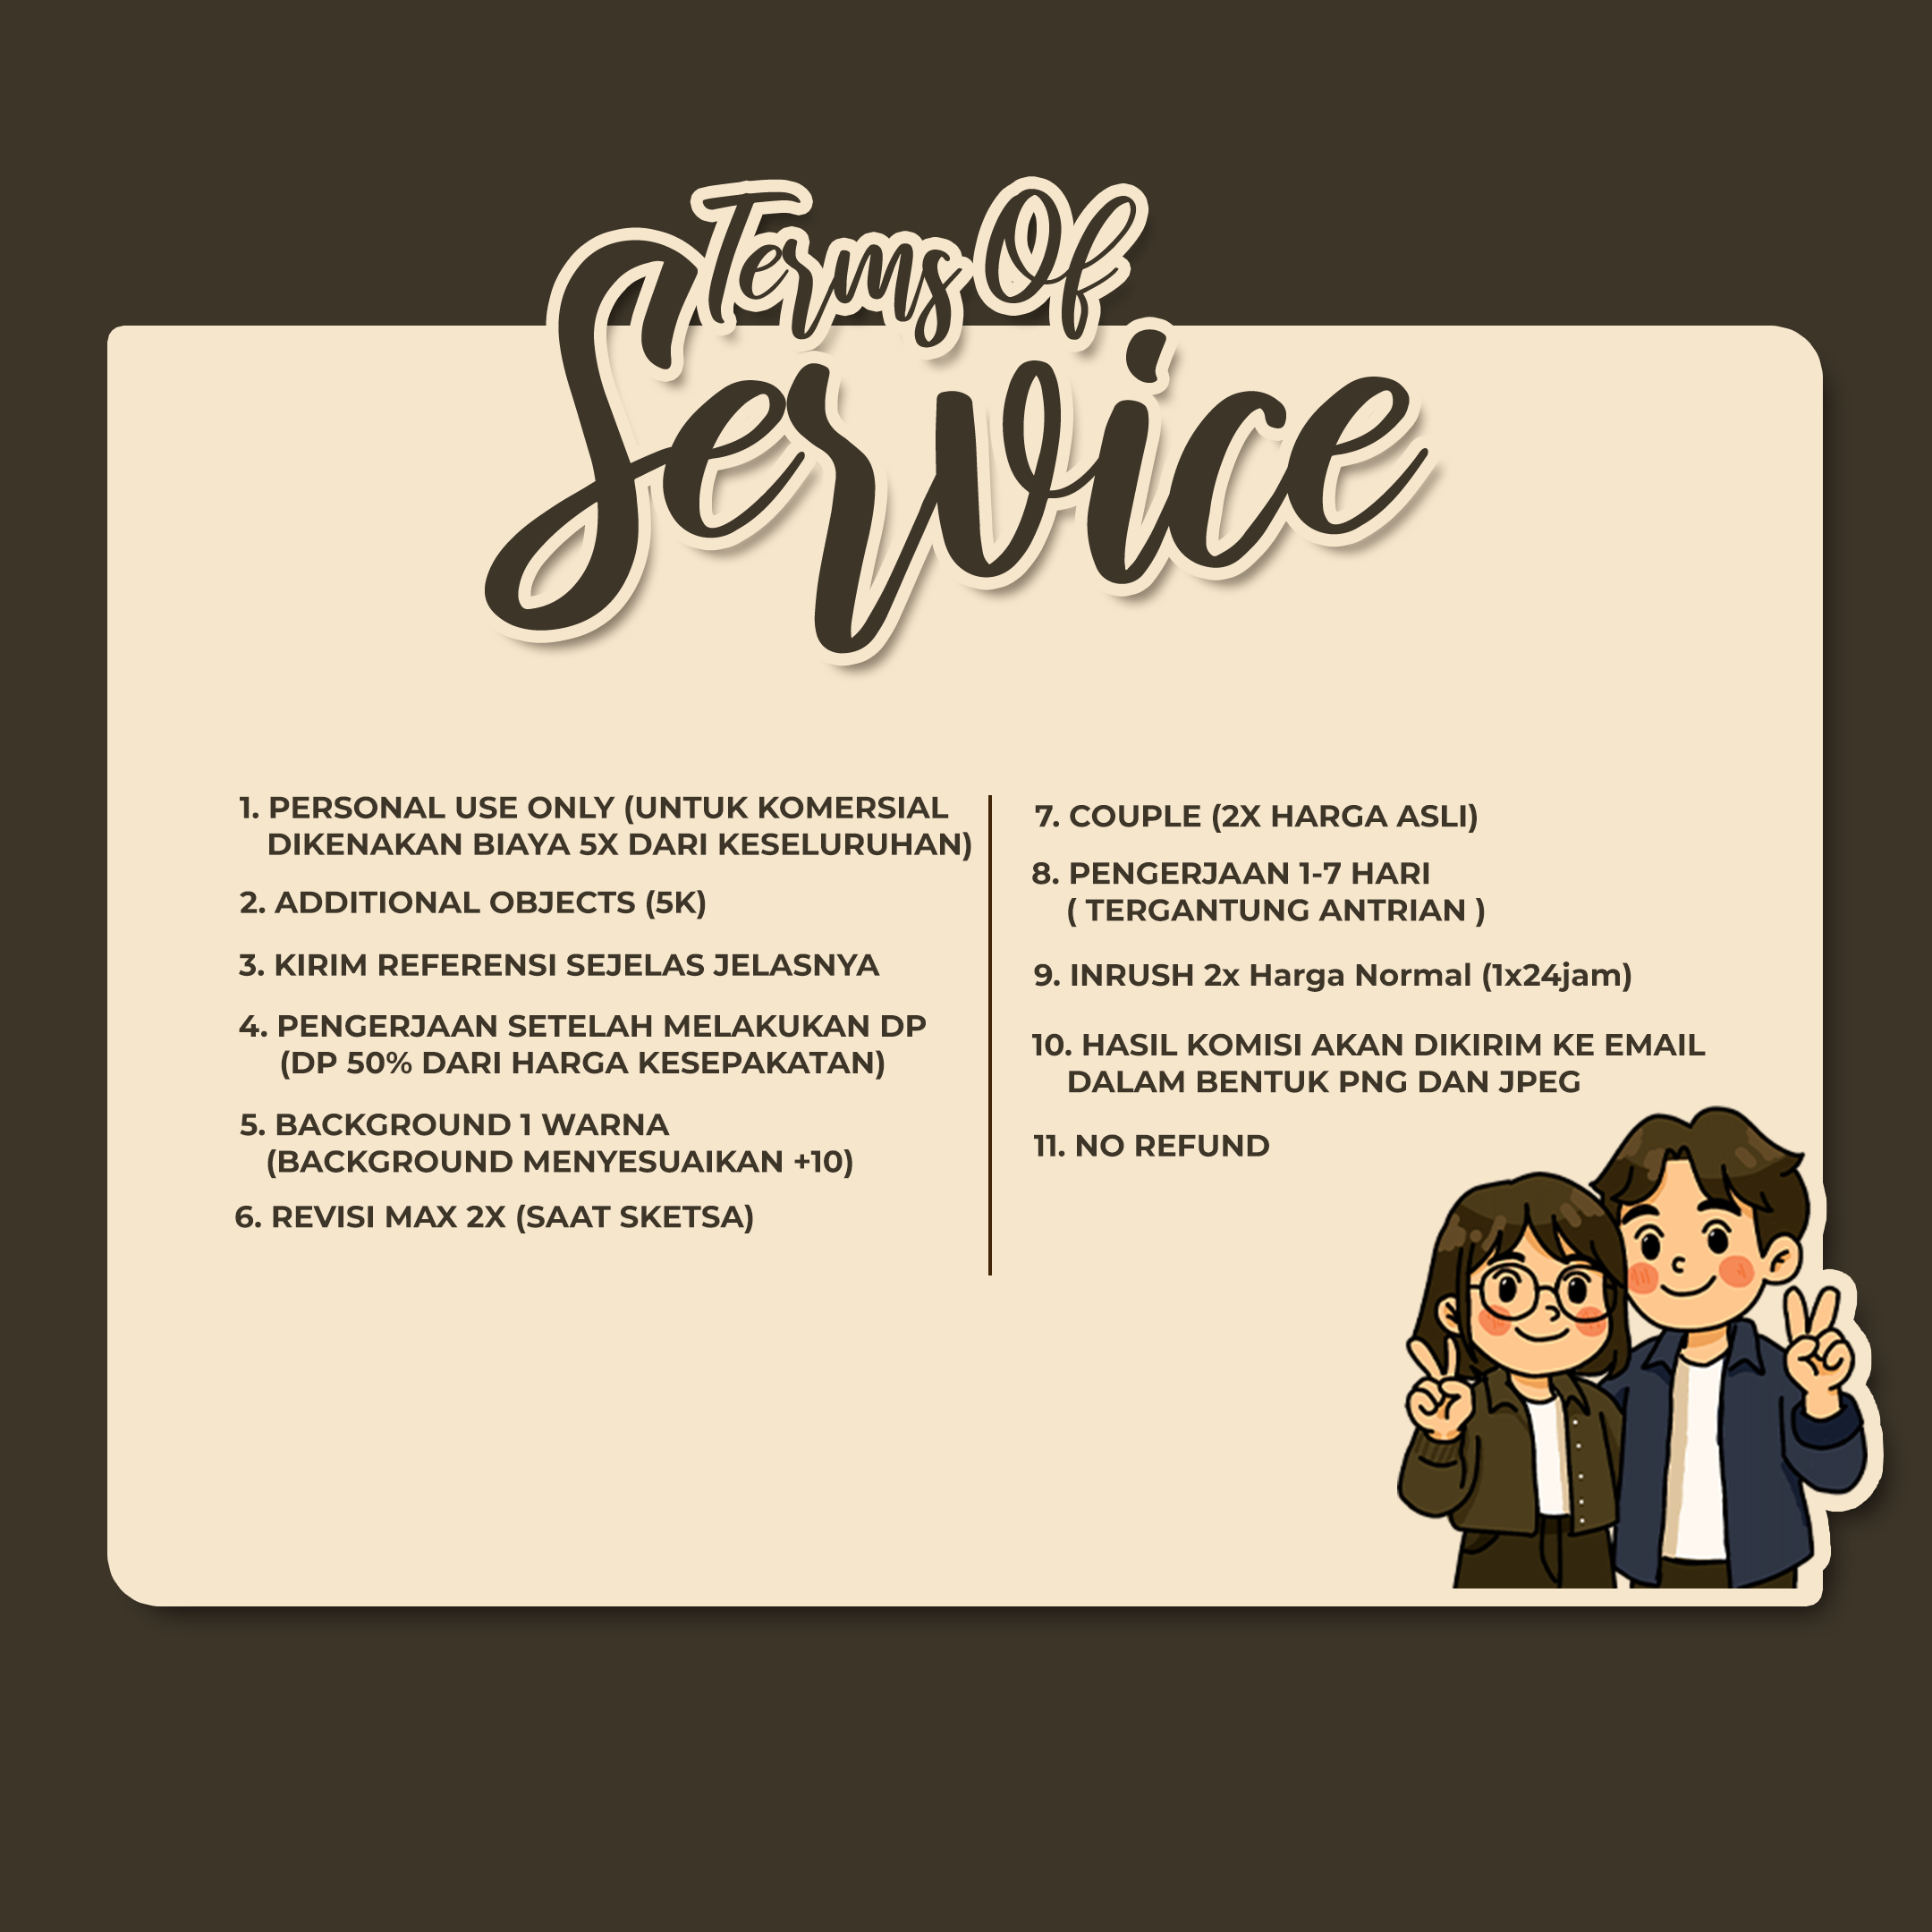 Terms Of
Service
1. PERSONAL USE ONLY (UNTUK KOMERSIAL
DIKENAKAN BIAYA 5X DARI KESELURUHAN)
2. ADDITIONAL OBJECTS (5K)
3. KIRIM REFERENSI SEJELAS JELASNYA
4. PENGERJAAN SETELAH MELAKUKAN DP
(DP 50% DARI HARGA KESEPAKATAN)
5. BACKGROUND 1 WARNA
(BACKGROUND MENYESUAIKAN +10)
6. REVISI MAX 2X (SAAT SKETSA)
7. COUPLE (2X HARGA ASLI)
8. PENGERJAAN 1-7 HARI
( TERGANTUNG ANTRIAN )
9. INRUSH 2x Harga Normal (1x24jam)
10. HASIL KOMISI AKAN DIKIRIM KE EMAIL
DALAM BENTUK PNG DAN JPEG
11. NO REFUND